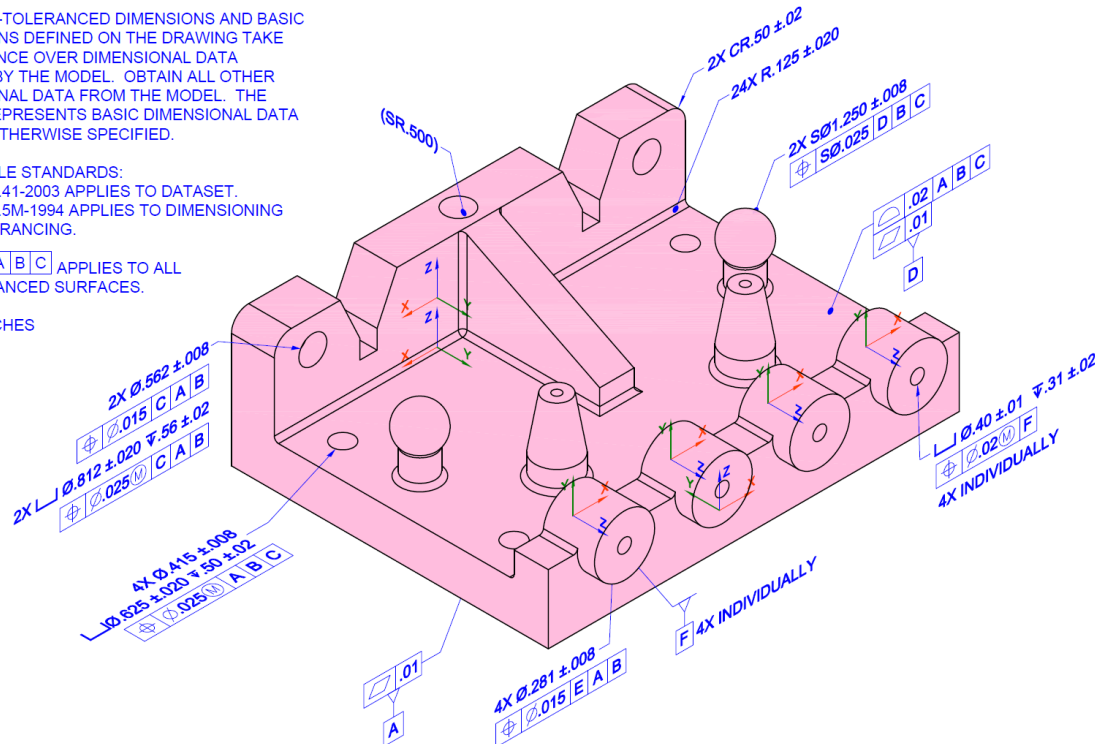 -TOLERANCED DIMENSIONS AND BASIC
NS DEFINED ON THE DRAWING TAKE
NCE OVER DIMENSIONAL DATA
BY THE MODEL. OBTAIN ALL OTHER
NAL DATA FROM THE MODEL. THE
EPRESENTS BASIC DIMENSIONAL DATA
THERWISE SPECIFIED.
LE STANDARDS:
.41-2003 APPLIES TO DATASET.
.5M-1994 APPLIES TO DIMENSIONING
RANCING.
A B C APPLIES TO ALL
ANCED SURFACES.
CHES
2X CR.50 ±.02
24X R.125 ±.020
(SR.500)
2X SØ1.250 ±.008
⌖ SØ.025 D B C
⌓ .02 A B C
⏥ .01
D
2X Ø.562 ±.008
⌖ Ø.015 C A B
2X ⌴ Ø.812 ±.020 ↧.56 ±.02
⌖ Ø.025Ⓜ C A B
4X Ø.415 ±.008
⌴Ø.625 ±.020 ↧.50 ±.02
⌖ Ø.025Ⓜ A B C
⌴ Ø.40 ±.01 ↧.31 ±.02
⌖ Ø.02Ⓜ F
4X INDIVIDUALLY
F 4X INDIVIDUALLY
4X Ø.281 ±.008
⌖ Ø.015 E A B
⏥ .01
A
Z
X Y
Z
X Y
Y X
Z
Y X
Z
Y X
Z
Y X
Z
Z
Y X